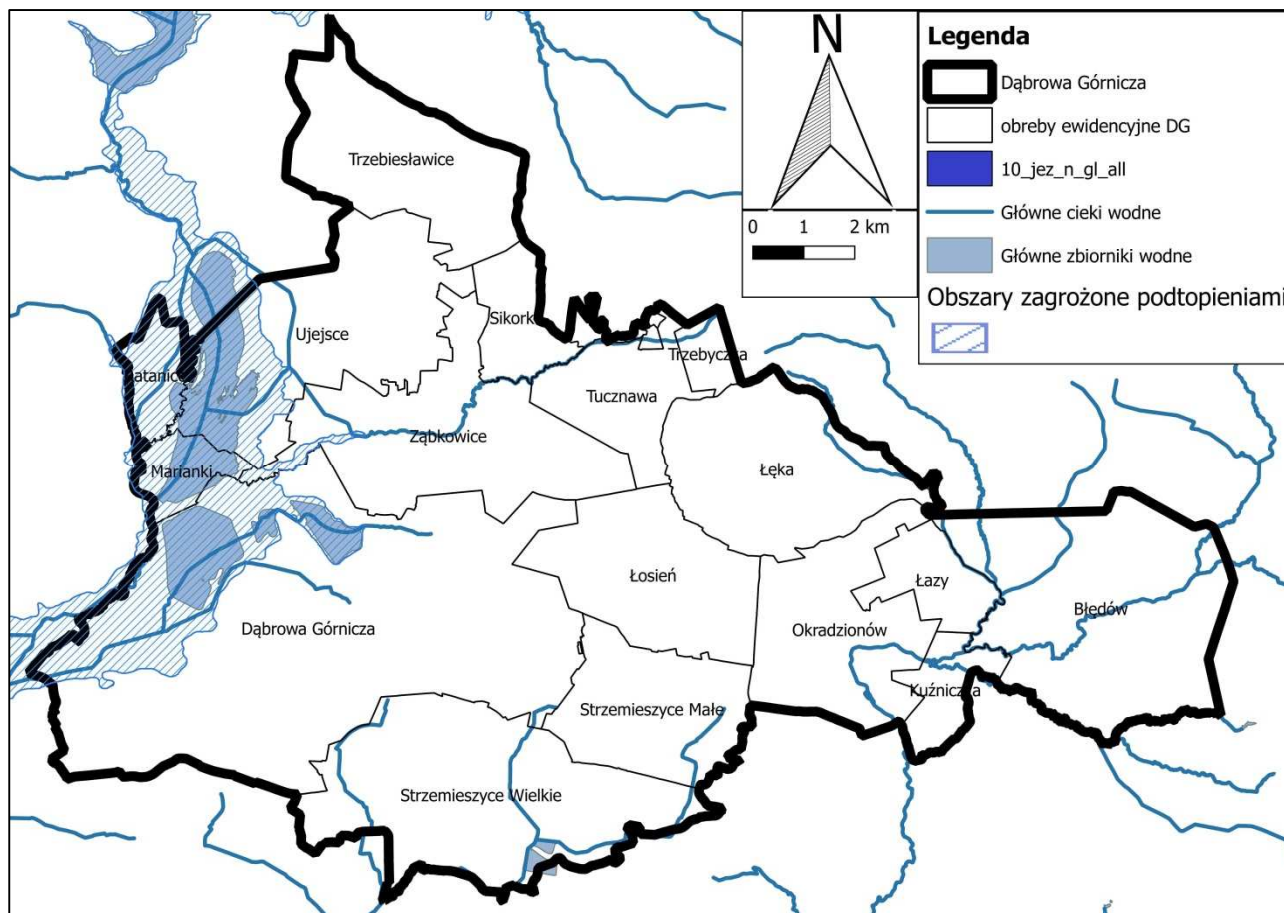 N
0 1 2 km
Legenda
Dąbrowa Górnicza
obreby ewidencyjne DG
10_jez_n_gl_all
Główne cieki wodne
Główne zbiorniki wodne
Obszary zagrożone podtopieniami
Trzebiesławice
Ujejsce
Sikork
Trzebyczka
Tucznawa
Ząbkowice
Marianki
Łęka
Łosień
Łazy
Błędów
Dąbrowa Górnicza
Okradzionów
Kuźniczka
Strzemieszyce Małe
Strzemieszyce Wielkie